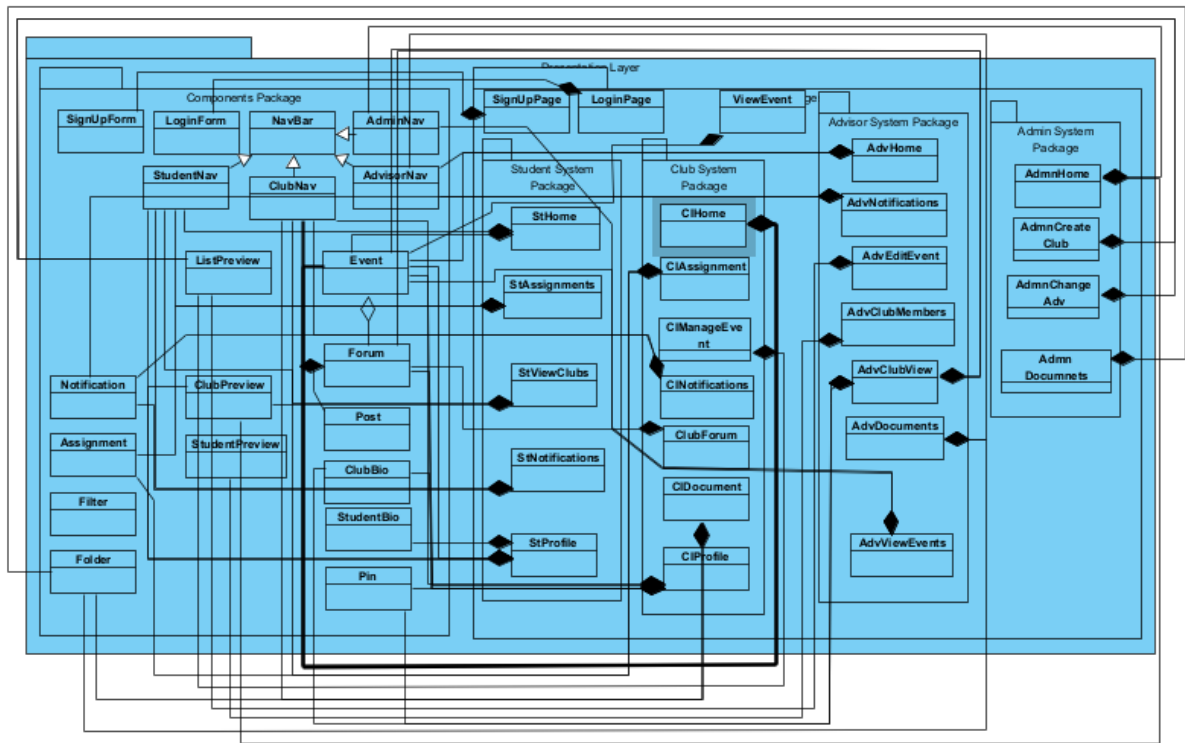 Presentation Layer
Components Package
ge
SignUpForm
LoginForm
NavBar
AdminNav
StudentNav
ClubNav
AdvisorNav
ListPreview
Event
Forum
Notification
ClubPreview
Post
Assignment
StudentPreview
ClubBio
Filter
StudentBio
Folder
Pin
SignUpPage
LoginPage
ViewEvent
Student System
Package
StHome
StAssignments
StViewClubs
StNotifications
StProfile
Club System
Package
ClHome
ClAssignment
ClManageEve
nt
ClNotifications
ClubForum
ClDocument
ClProfile
Advisor System Package
AdvHome
AdvNotifications
AdvEditEvent
AdvClubMembers
AdvClubView
AdvDocuments
AdvViewEvents
Admin System
Package
AdmnHome
AdmnCreate
Club
AdmnChange
Adv
Admn
Documnets